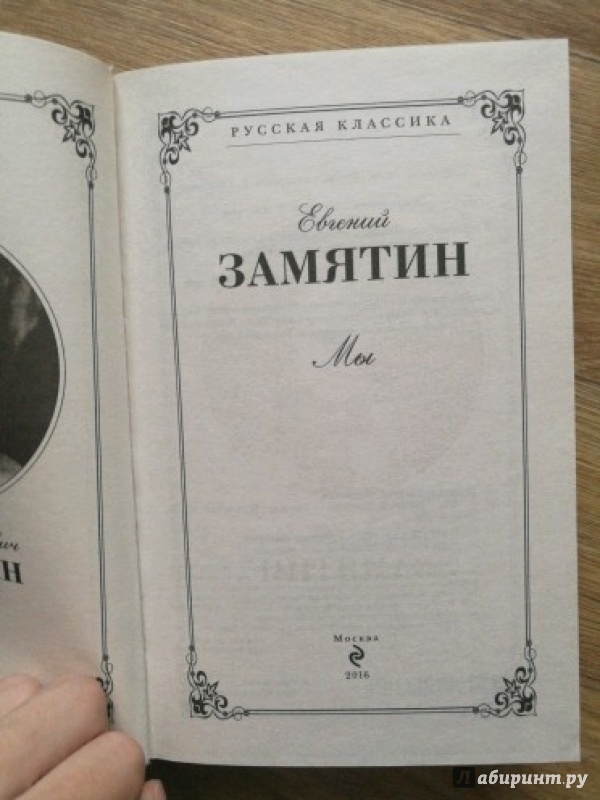 РУССКАЯ КЛАССИКА
Евгений
ЗАМЯТИН
Мы
Москва
2016
Лабиринт.ру